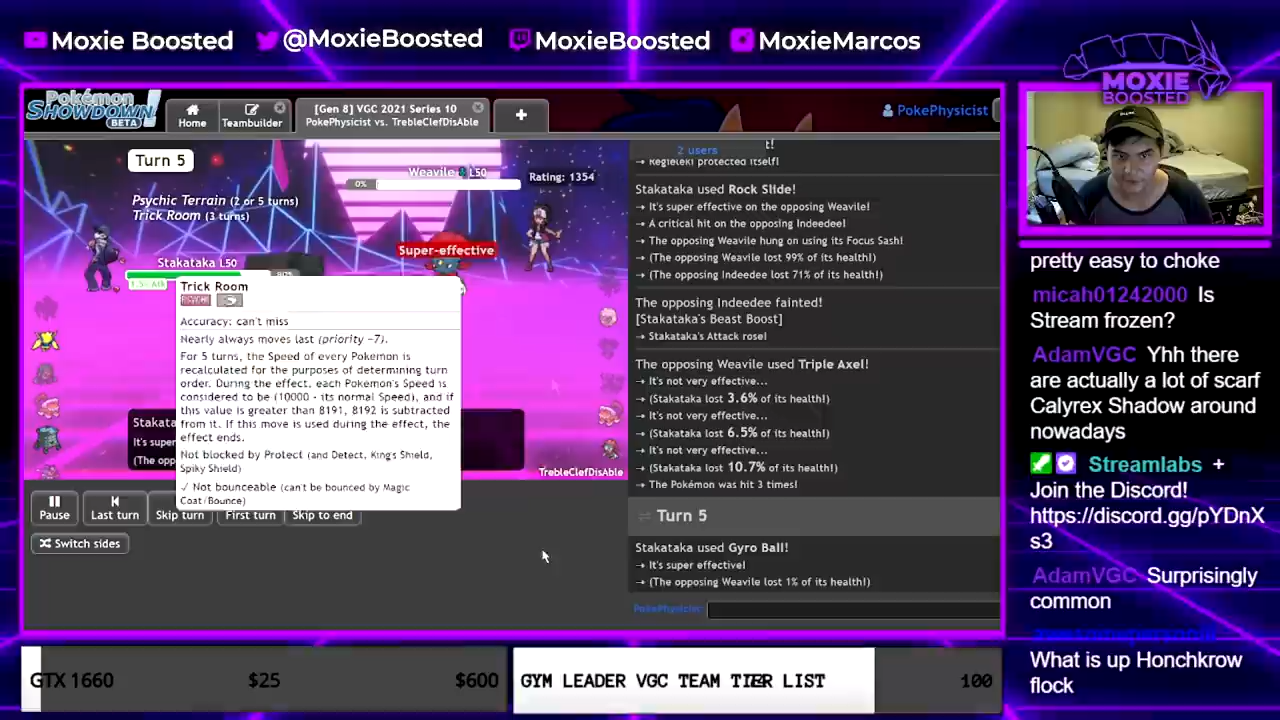 Moxie Boosted @MoxieBoosted MoxieBoosted MoxieMarcos
MOXIE
BOOSTED
Pokémon
SHOWDOWN!
BETA
Home
Teambuilder
[Gen 8] VGC 2021 Series 10
PokePhysicist vs. TrebleClefDisAble
PokePhysicist
Turn 5
Psychic Terrain (2 or 5 turns)
Trick Room (3 turns)
Weavile L50
0%
Rating: 1354
Super-effective
Stakataka L50
Trick Room
PSYCHIC
Accuracy: can't miss
Nearly always moves last (priority −7).
For 5 turns, the Speed of every Pokemon is
recalculated for the purposes of determining turn
order. During the effect, each Pokemon's Speed is
considered to be (10000 - its normal Speed), and if
this value is greater than 8191, 8192 is subtracted
from it. If this move is used during the effect, the
effect ends.
Not blocked by Protect (and Detect, King's Shield,
Spiky Shield)
✓ Not bounceable (can't be bounced by Magic
Coat/Bounce)
Stakata
It's supe
(The opp
TrebleClefDisAble
Pause
Last turn
Skip turn
First turn
Skip to end
Switch sides
2 users
t!
→ Regieleki protected itself!
Stakataka used Rock Slide!
→ It's super effective on the opposing Weavile!
→ A critical hit on the opposing Indeedee!
→ The opposing Weavile hung on using its Focus Sash!
→ (The opposing Weavile lost 99% of its health!)
→ (The opposing Indeedee lost 71% of its health!)
The opposing Indeedee fainted!
[Stakataka's Beast Boost]
→ Stakataka's Attack rose!
The opposing Weavile used Triple Axel!
→ It's not very effective...
→ (Stakataka lost 3.6% of its health!)
→ It's not very effective...
→ (Stakataka lost 6.5% of its health!)
→ It's not very effective...
→ (Stakataka lost 10.7% of its health!)
→ The Pokémon was hit 3 times!
Turn 5
Stakataka used Gyro Ball!
→ It's super effective!
→ (The opposing Weavile lost 1% of its health!)
PokePhysicist:
pretty easy to choke
micah01242000 Is
Stream frozen?
AdamVGC Yhh there
are actually a lot of scarf
Calyrex Shadow around
nowadays
Streamlabs +
Join the Discord!
https://discord.gg/pYDnX
s3
AdamVGC Surprisingly
common
What is up Honchkrow
flock
GTX 1660 $25 $600
GYM LEADER VGC TEAM TIER LIST 100